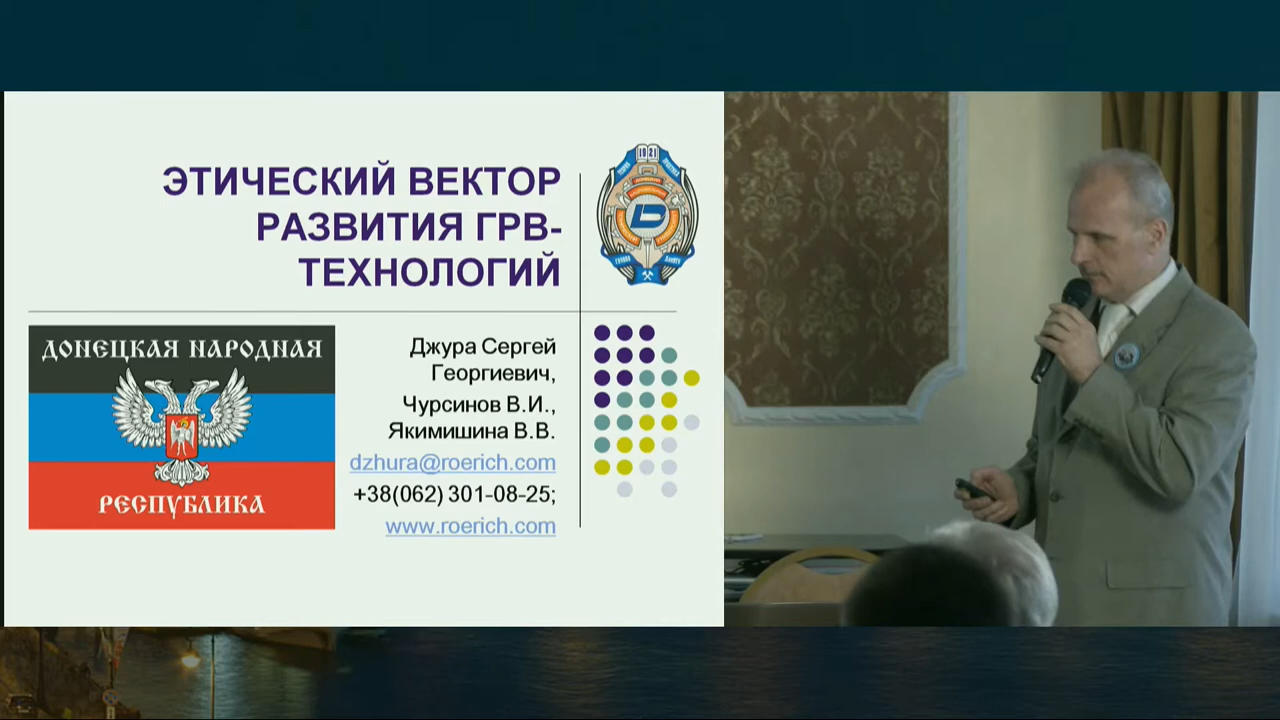 ЭТИЧЕСКИЙ ВЕКТОР
РАЗВИТИЯ ГРВ-
ТЕХНОЛОГИЙ
1921
ДОНЕЦКАЯ НАРОДНАЯ
РЕСПУБЛИКА
Джура Сергей
Георгиевич,
Чурсинов В.И.,
Якимишина В.В.
dzhura@roerich.com
+38(062) 301-08-25;
www.roerich.com